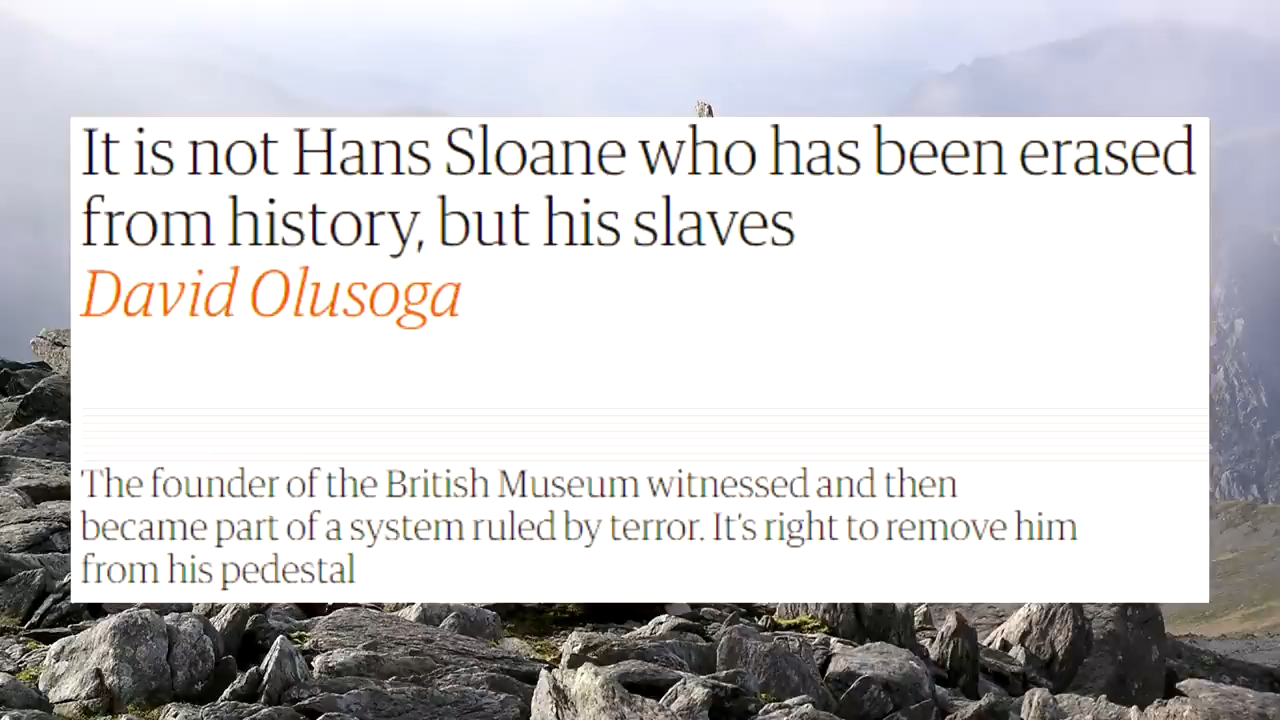 It is not Hans Sloane who has been erased
from history, but his slaves
David Olusoga
The founder of the British Museum witnessed and then
became part of a system ruled by terror. It's right to remove him
from his pedestal